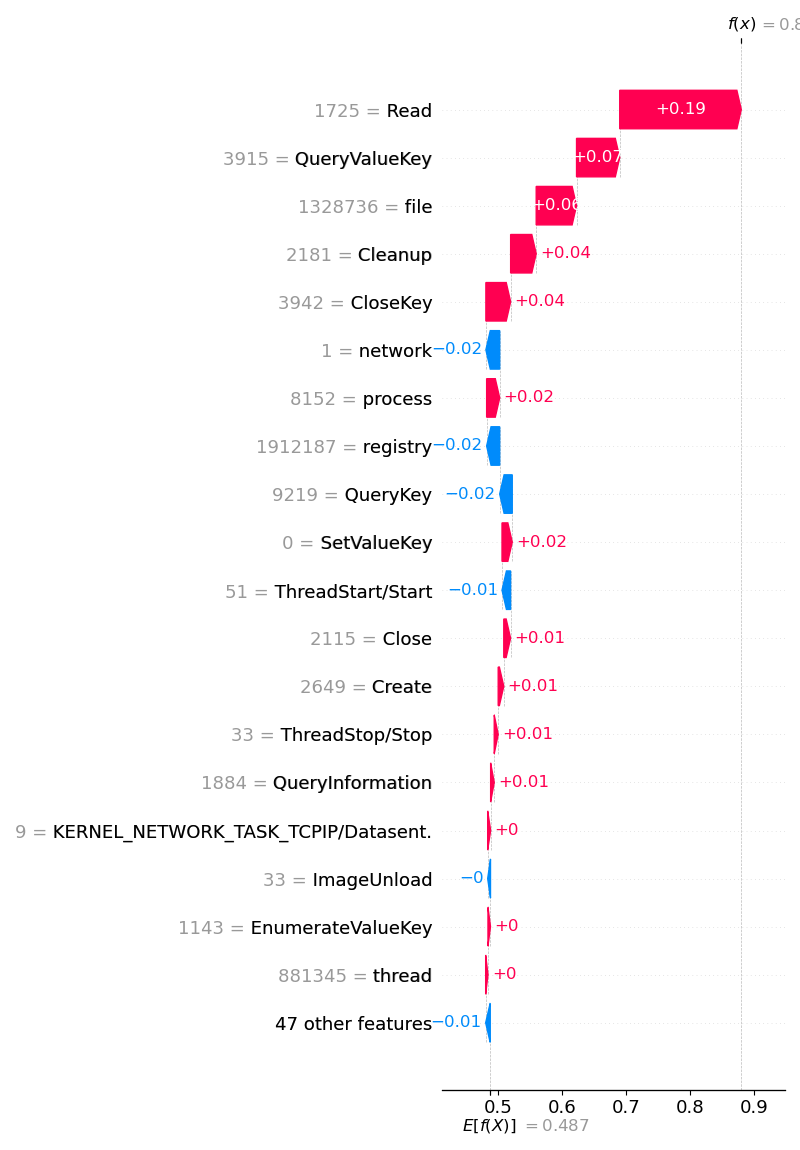 f(x) = 0.8
1725 = Read
+0.19
3915 = QueryValueKey
+0.07
1328736 = file
+0.06
2181 = Cleanup
+0.04
3942 = CloseKey
+0.04
1 = network
−0.02
8152 = process
+0.02
1912187 = registry
−0.02
9219 = QueryKey
−0.02
0 = SetValueKey
+0.02
51 = ThreadStart/Start
−0.01
2115 = Close
+0.01
2649 = Create
+0.01
33 = ThreadStop/Stop
+0.01
1884 = QueryInformation
+0.01
9 = KERNEL_NETWORK_TASK_TCPIP/Datasent.
+0
33 = ImageUnload
−0
1143 = EnumerateValueKey
+0
881345 = thread
+0
47 other features
−0.01
0.5 0.6 0.7 0.8 0.9
E[f(X)] = 0.487